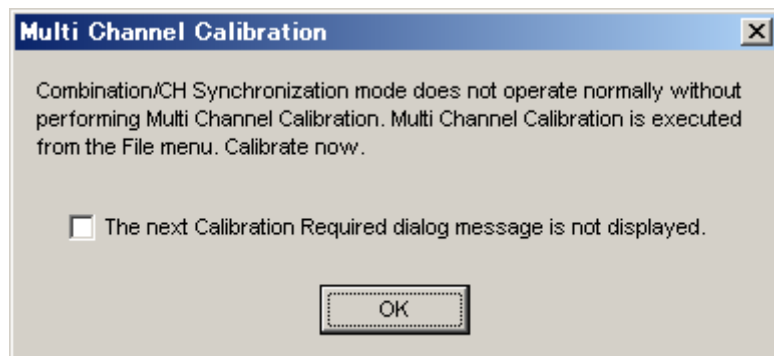 Multi Channel Calibration
Combination/CH Synchronization mode does not operate normally without
performing Multi Channel Calibration. Multi Channel Calibration is executed
from the File menu. Calibrate now.
The next Calibration Required dialog message is not displayed.
OK